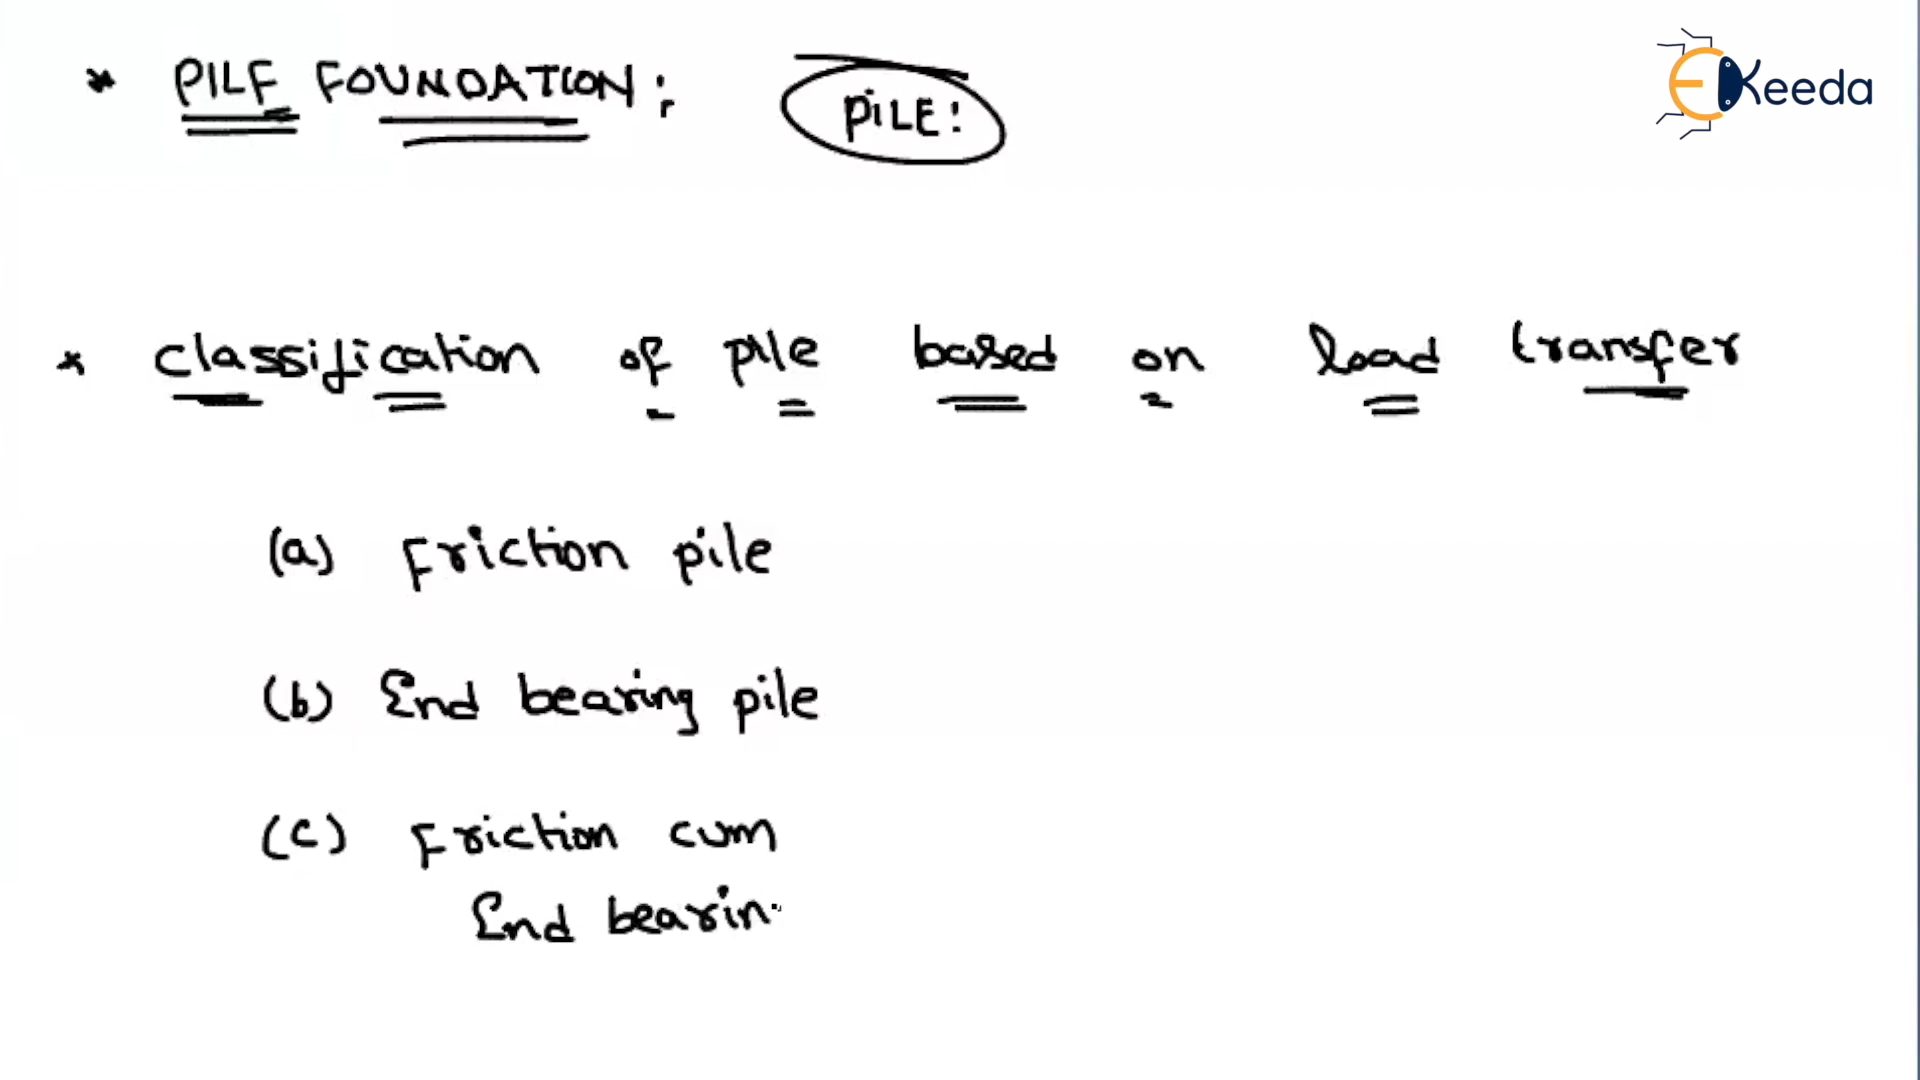 * PILE FOUNDATION: PiLE:
EKeeda
* classification of pile based on load transfer
(a) Friction pile
(b) End bearing pile
(c) Friction cum
End bearin